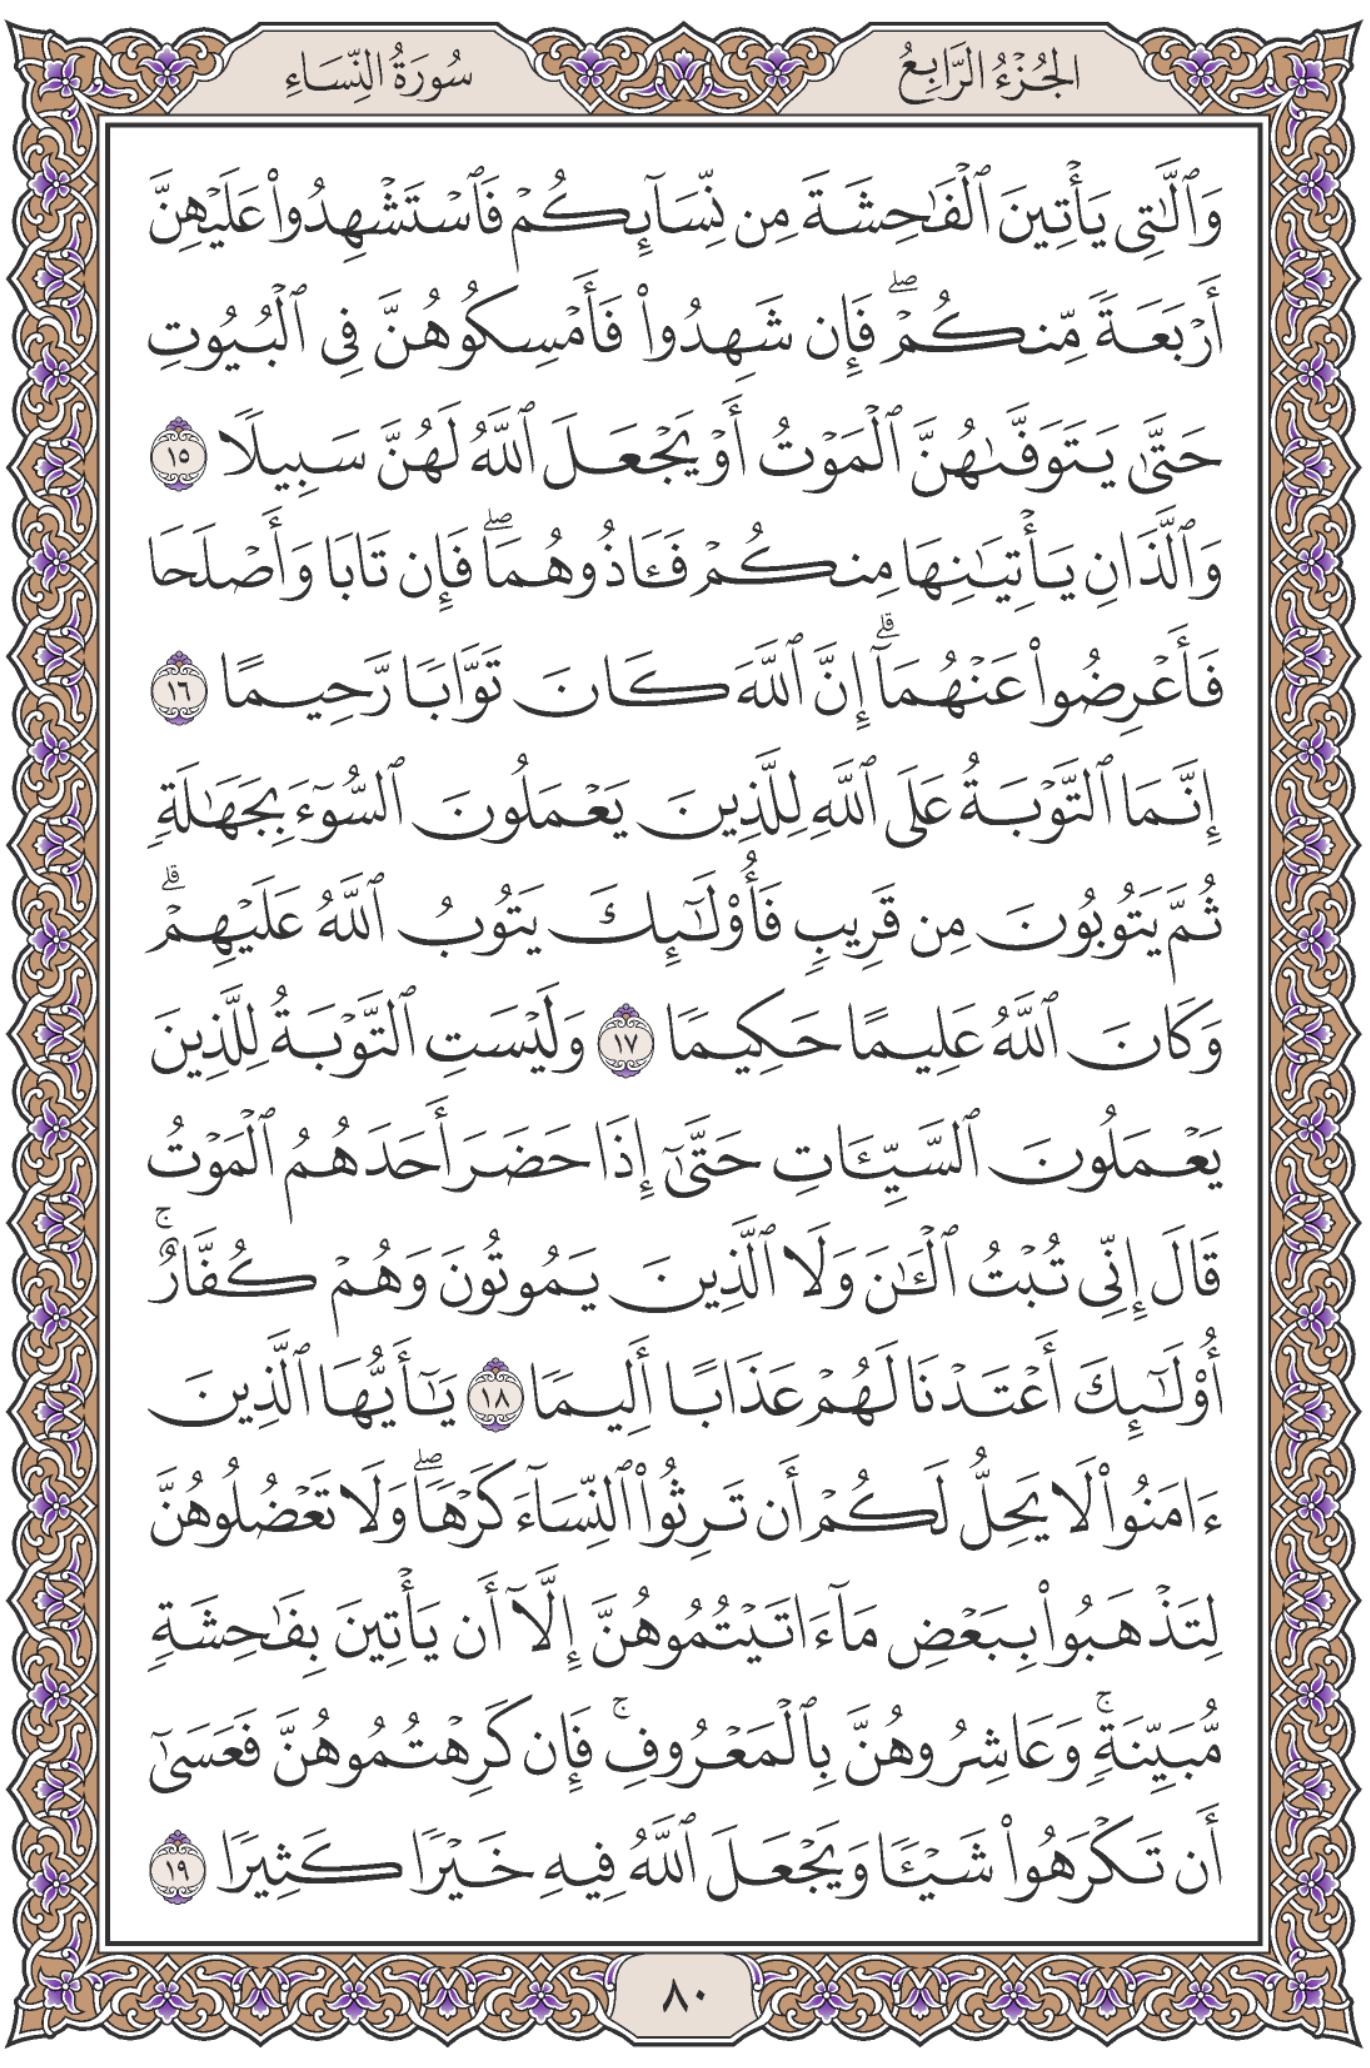 الجُزْءُ الرَّابِعُ
سُورَةُ النِّسَاءِ
وَٱلَّٰتِى يَأْتِينَ ٱلْفَٰحِشَةَ مِن نِّسَآئِكُمْ فَٱسْتَشْهِدُوا۟ عَلَيْهِنَّ
أَرْبَعَةً مِّنكُمْ ۖ فَإِن شَهِدُوا۟ فَأَمْسِكُوهُنَّ فِى ٱلْبُيُوتِ
حَتَّىٰ يَتَوَفَّىٰهُنَّ ٱلْمَوْتُ أَوْ يَجْعَلَ ٱللَّهُ لَهُنَّ سَبِيلًا ١٥
وَٱلَّذَانِ يَأْتِيَٰنِهَا مِنكُمْ فَـَٔاذُوهُمَا ۖ فَإِن تَابَا وَأَصْلَحَا
فَأَعْرِضُوا۟ عَنْهُمَآ ۗ إِنَّ ٱللَّهَ كَانَ تَوَّابًا رَّحِيمًا ١٦
إِنَّمَا ٱلتَّوْبَةُ عَلَى ٱللَّهِ لِلَّذِينَ يَعْمَلُونَ ٱلسُّوٓءَ بِجَهَٰلَةٍ
ثُمَّ يَتُوبُونَ مِن قَرِيبٍ فَأُو۟لَٰٓئِكَ يَتُوبُ ٱللَّهُ عَلَيْهِمْ ۗ
وَكَانَ ٱللَّهُ عَلِيمًا حَكِيمًا ١٧ وَلَيْسَتِ ٱلتَّوْبَةُ لِلَّذِينَ
يَعْمَلُونَ ٱلسَّيِّـَٔاتِ حَتَّىٰٓ إِذَا حَضَرَ أَحَدَهُمُ ٱلْمَوْتُ
قَالَ إِنِّى تُبْتُ ٱلْـَٰٔنَ وَلَا ٱلَّذِينَ يَمُوتُونَ وَهُمْ كُفَّارٌ ۚ
أُو۟لَٰٓئِكَ أَعْتَدْنَا لَهُمْ عَذَابًا أَلِيمًا ١٨ يَٰٓأَيُّهَا ٱلَّذِينَ
ءَامَنُوا۟ لَا يَحِلُّ لَكُمْ أَن تَرِثُوا۟ ٱلنِّسَآءَ كَرْهًا ۖ وَلَا تَعْضُلُوهُنَّ
لِتَذْهَبُوا۟ بِبَعْضِ مَآ ءَاتَيْتُمُوهُنَّ إِلَّآ أَن يَأْتِينَ بِفَٰحِشَةٍ
مُّبَيِّنَةٍ ۚ وَعَاشِرُوهُنَّ بِٱلْمَعْرُوفِ ۚ فَإِن كَرِهْتُمُوهُنَّ فَعَسَىٰٓ
أَن تَكْرَهُوا۟ شَيْـًٔا وَيَجْعَلَ ٱللَّهُ فِيهِ خَيْرًا كَثِيرًا ١٩
٨٠